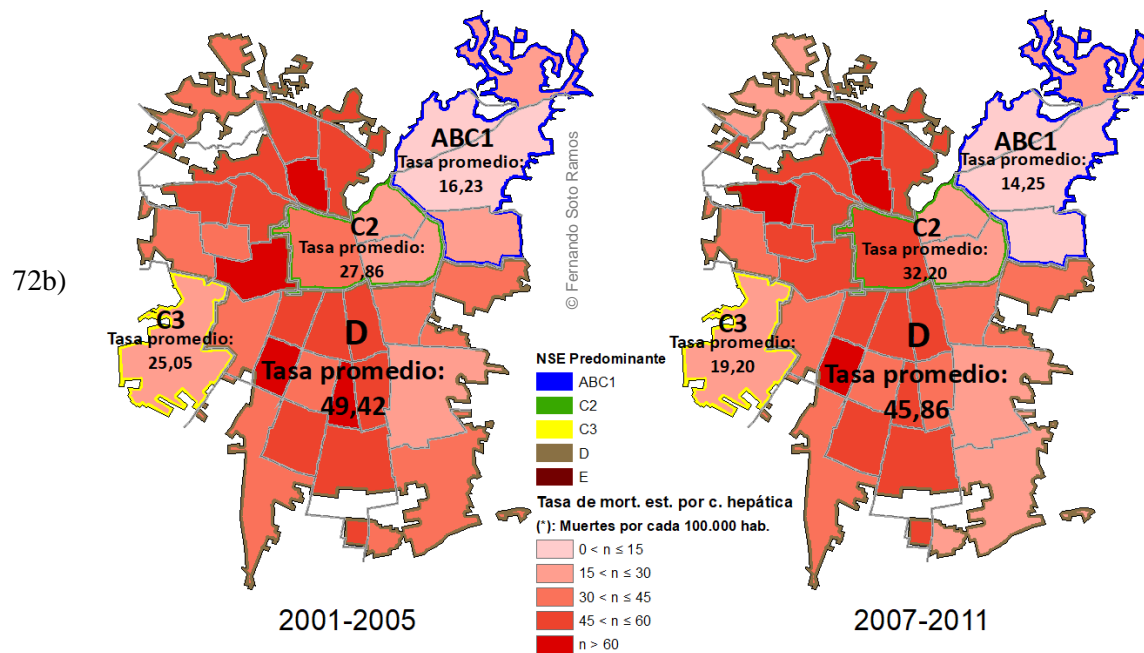 72b)
ABC1
Tasa promedio:
16,23
C2
Tasa promedio:
27,86
C3
Tasa promedio:
25,05
D
Tasa promedio:
49,42
2001-2005
© Fernando Soto Ramos
NSE Predominante
ABC1
C2
C3
D
E
Tasa de mort. est. por c. hepática
(*): Muertes por cada 100.000 hab.
0 < n ≤ 15
15 < n ≤ 30
30 < n ≤ 45
45 < n ≤ 60
n > 60
ABC1
Tasa promedio:
14,25
C2
Tasa promedio:
32,20
C3
Tasa promedio:
19,20
D
Tasa promedio:
45,86
2007-2011